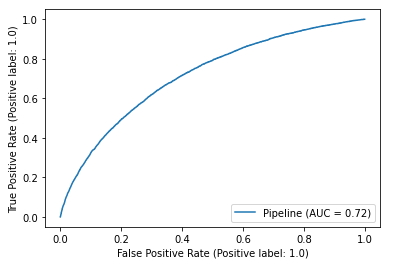 True Positive Rate (Positive label: 1.0)
1.0
0.8
0.6
0.4
0.2
0.0
Pipeline (AUC = 0.72)
0.0 0.2 0.4 0.6 0.8 1.0
False Positive Rate (Positive label: 1.0)